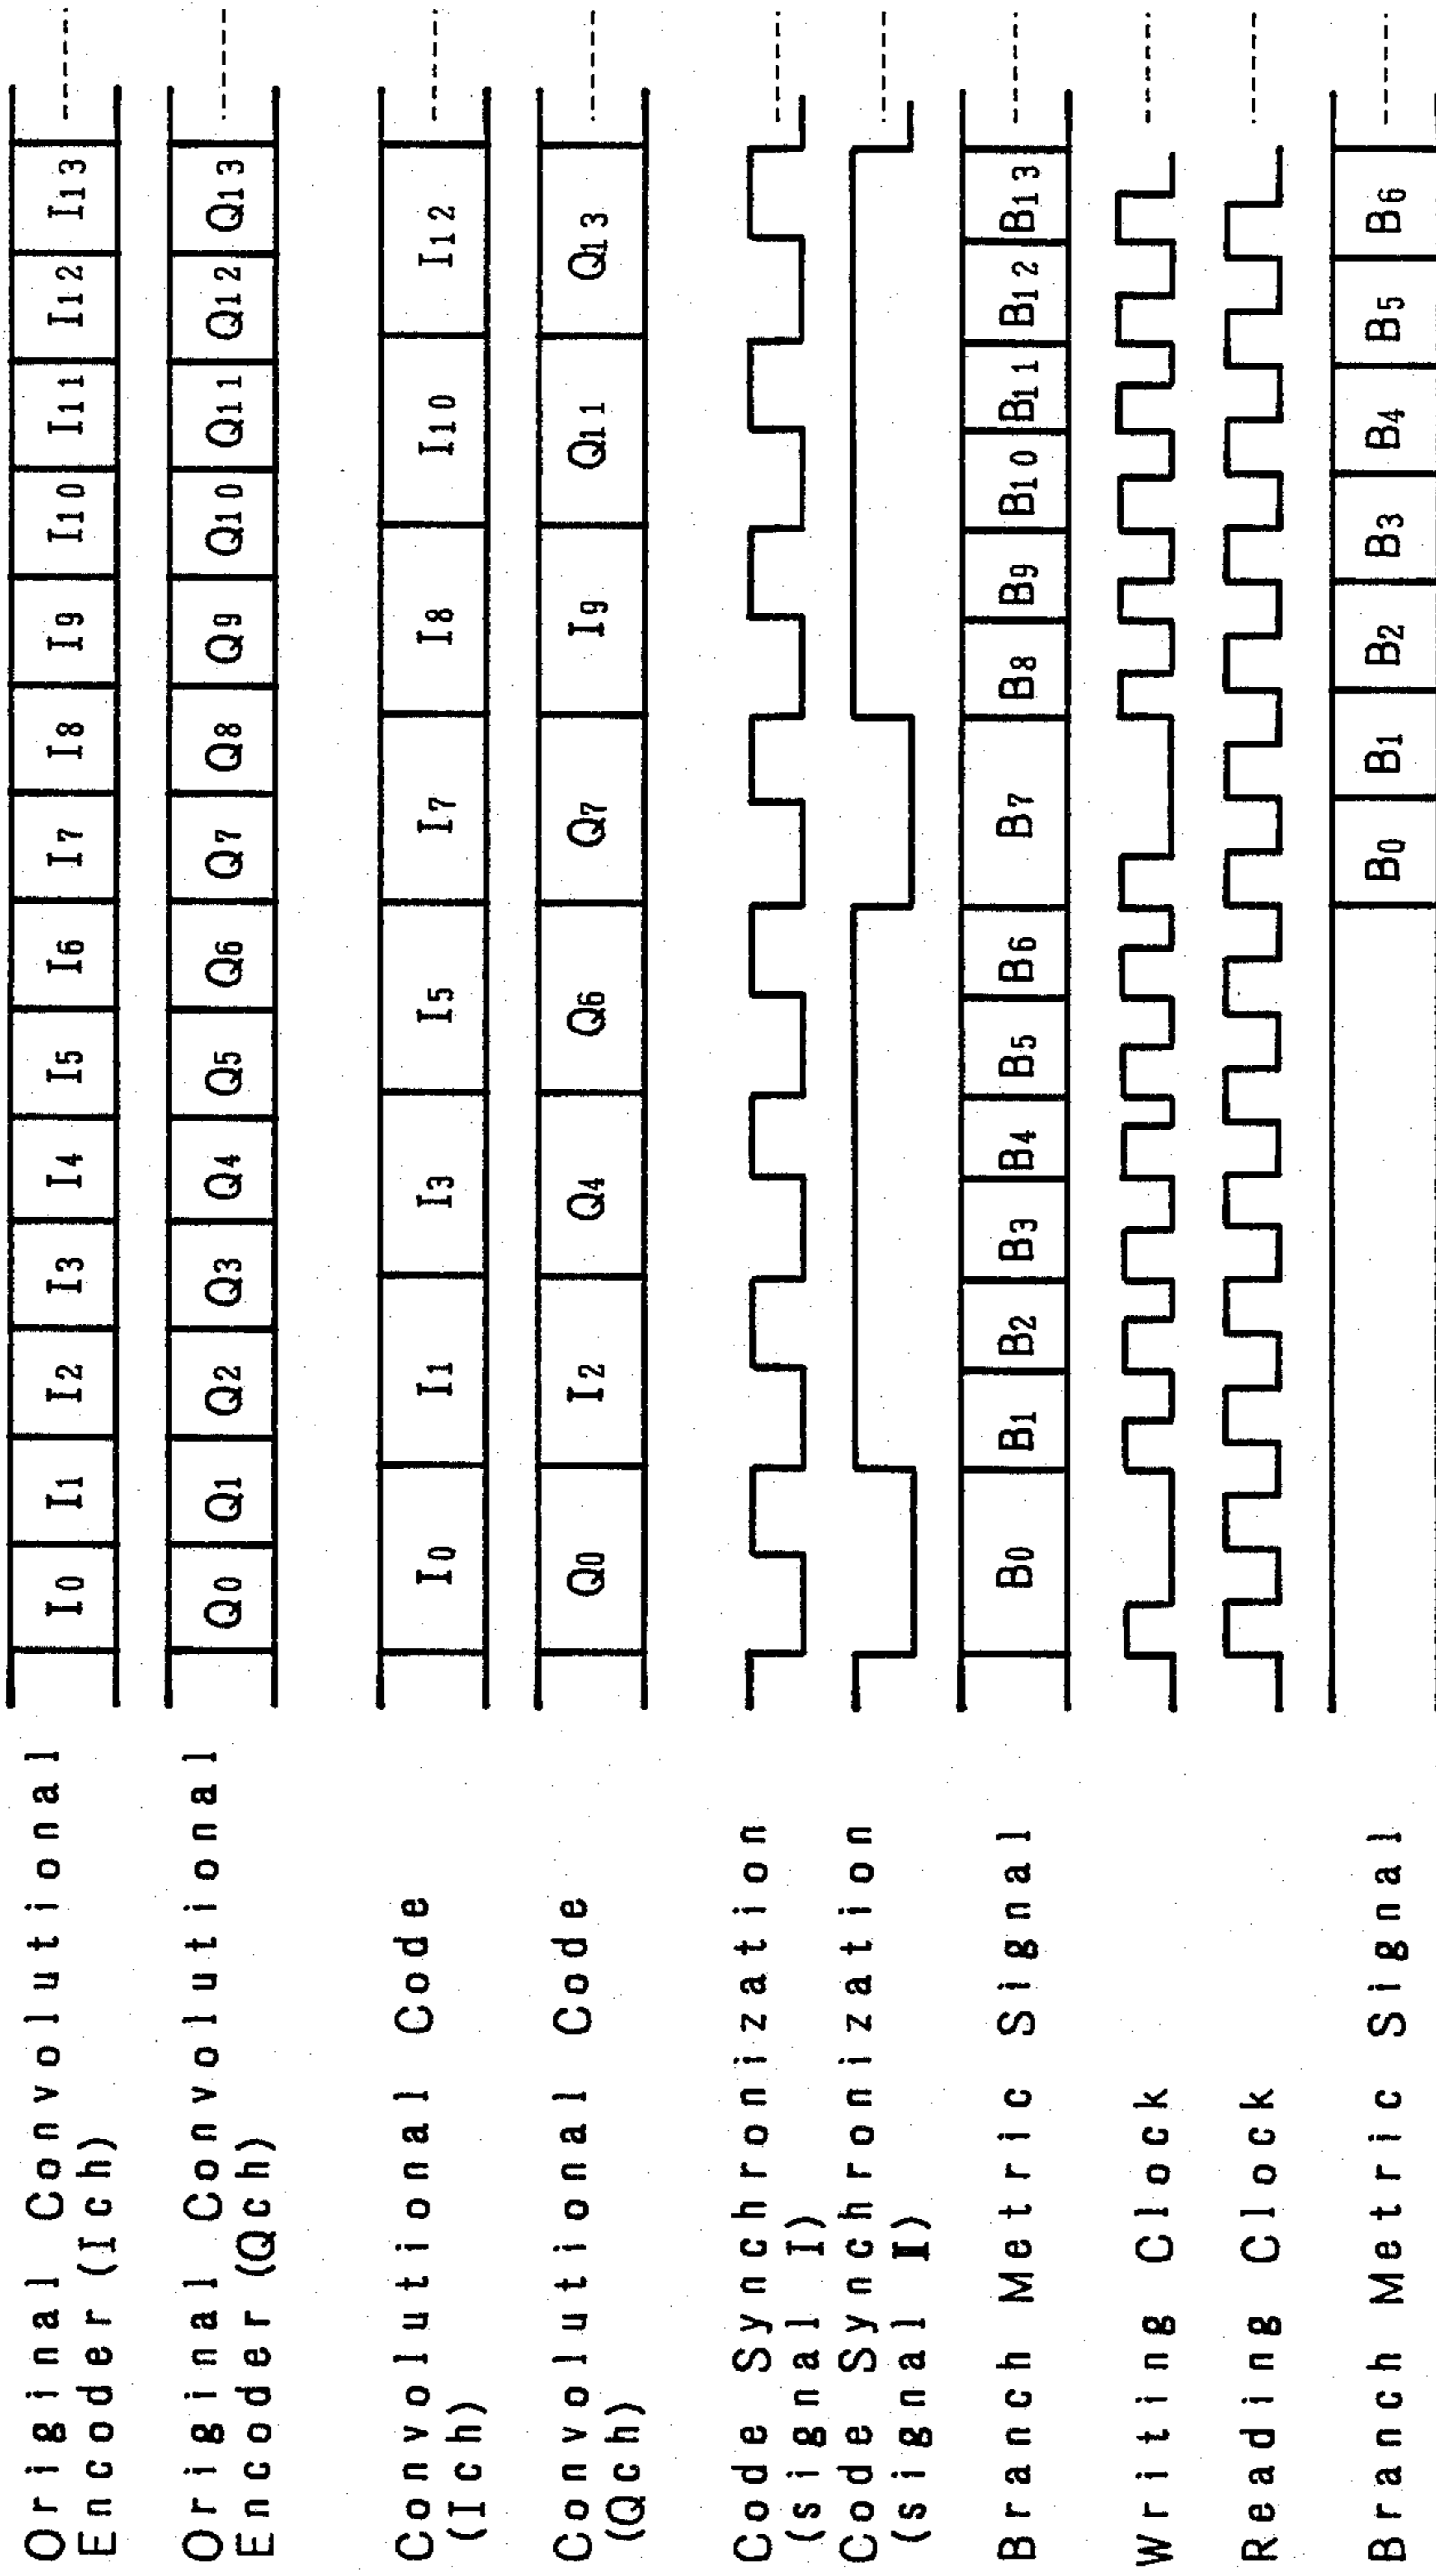 Original Convolutional
Encoder (Ich)
I0 I1 I2 I3 I4 I5 I6 I7 I8 I9 I10 I11 I12 I13
Original Convolutional
Encoder (Qch)
Q0 Q1 Q2 Q3 Q4 Q5 Q6 Q7 Q8 Q9 Q10 Q11 Q12 Q13
Convolutional Code
(Ich)
I0 I1 I3 I5 I7 I8 I10 I12
Convolutional Code
(Qch)
Q0 I2 Q4 Q6 Q7 I9 Q11 Q13
Code Synchronization
(signal I)
Code Synchronization
(signal II)
Branch Metric Signal
B0 B1 B2 B3 B4 B5 B6 B7 B8 B9 B10 B11 B12 B13
Writing Clock
Reading Clock
Branch Metric Signal
B0 B1 B2 B3 B4 B5 B6